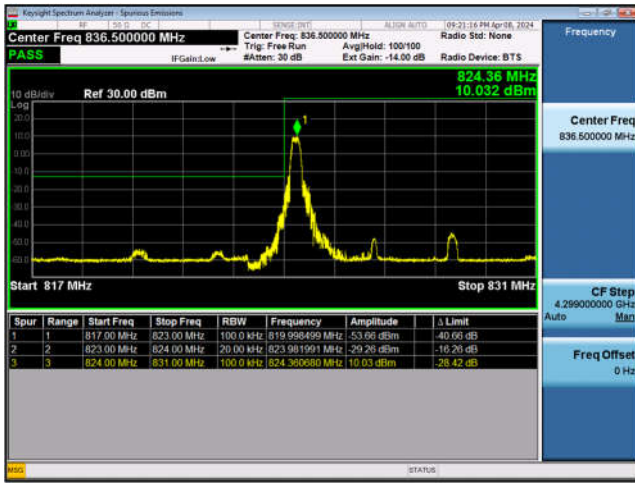 Keysight Spectrum Analyzer - Spurious Emissions
RF 50 Ω DC SENSE:INT ALIGN AUTO 09:21:16 PM Apr 08, 2024
Center Freq 836.500000 MHz
Center Freq: 836.500000 MHz
Radio Std: None
Trig: Free Run
Avg|Hold: 100/100
PASS
IFGain:Low
#Atten: 30 dB
Ext Gain: -14.00 dB
Radio Device: BTS
824.36 MHz
10.032 dBm
10 dB/div
Ref 30.00 dBm
Log
20.0
10.0
0.00
-10.0
-20.0
-30.0
-40.0
-50.0
-60.0
1
Start 817 MHz
Stop 831 MHz
Spur Range Start Freq Stop Freq RBW Frequency Amplitude Δ Limit
1 1 817.00 MHz 823.00 MHz 100.0 kHz 819.998499 MHz -53.66 dBm -40.66 dB
2 2 823.00 MHz 824.00 MHz 20.00 kHz 823.981991 MHz -29.26 dBm -16.26 dB
3 3 824.00 MHz 831.00 MHz 100.0 kHz 824.360680 MHz 10.03 dBm -28.42 dB
Frequency
Center Freq
836.500000 MHz
CF Step
4.299000000 GHz
Auto Man
Freq Offset
0 Hz
MSG
STATUS